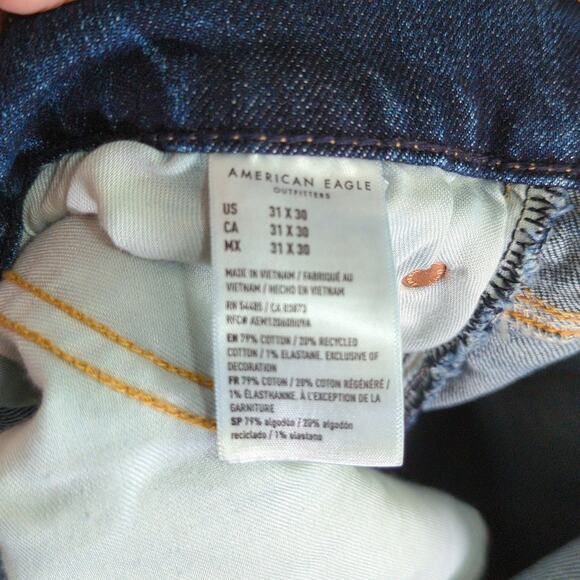 AMERICAN EAGLE
OUTFITTERS
US 31 X 30
CA 31 X 30
MX 31 X 30
MADE IN VIETNAM / FABRIQUÉ AU
VIETNAM / HECHO EN VIETNAM
RN 54485 / CA 03873
RFC#
EN 79% COTTON / 20% RECYCLED
COTTON / 1% ELASTANE. EXCLUSIVE OF
DECORATION
FR 79% COTON / 20% COTON RÉGÉNÉRÉ /
1% ÉLASTHANNE. À L'EXCEPTION DE LA
GARNITURE
SP 79% algodón / 20% algodón
reciclado / 1% elastano